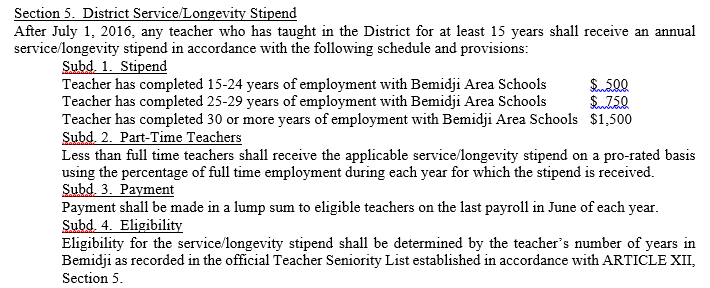 Section 5.  District Service/Longevity Stipend
After July 1, 2016, any teacher who has taught in the District for at least 15 years shall receive an annual
service/longevity stipend in accordance with the following schedule and provisions:
Subd. 1.  Stipend
Teacher has completed 15-24 years of employment with Bemidji Area Schools $ 500
Teacher has completed 25-29 years of employment with Bemidji Area Schools $ 750
Teacher has completed 30 or more years of employment with Bemidji Area Schools $1,500
Subd. 2.  Part-Time Teachers
Less than full time teachers shall receive the applicable service/longevity stipend on a pro-rated basis
using the percentage of full time employment during each year for which the stipend is received.
Subd. 3.  Payment
Payment shall be made in a lump sum to eligible teachers on the last payroll in June of each year.
Subd. 4.  Eligibility
Eligibility for the service/longevity stipend shall be determined by the teacher's number of years in
Bemidji as recorded in the official Teacher Seniority List established in accordance with ARTICLE XII,
Section 5.